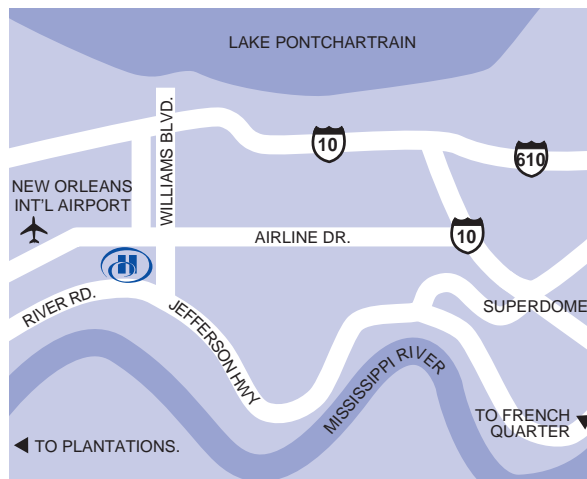 LAKE PONTCHARTRAIN
WILLIAMS BLVD.
10
610
NEW ORLEANS
INT'L AIRPORT
AIRLINE DR.
10
H
RIVER RD.
JEFFERSON HWY
SUPERDOME
MISSISSIPPI RIVER
TO FRENCH
QUARTER
TO PLANTATIONS.